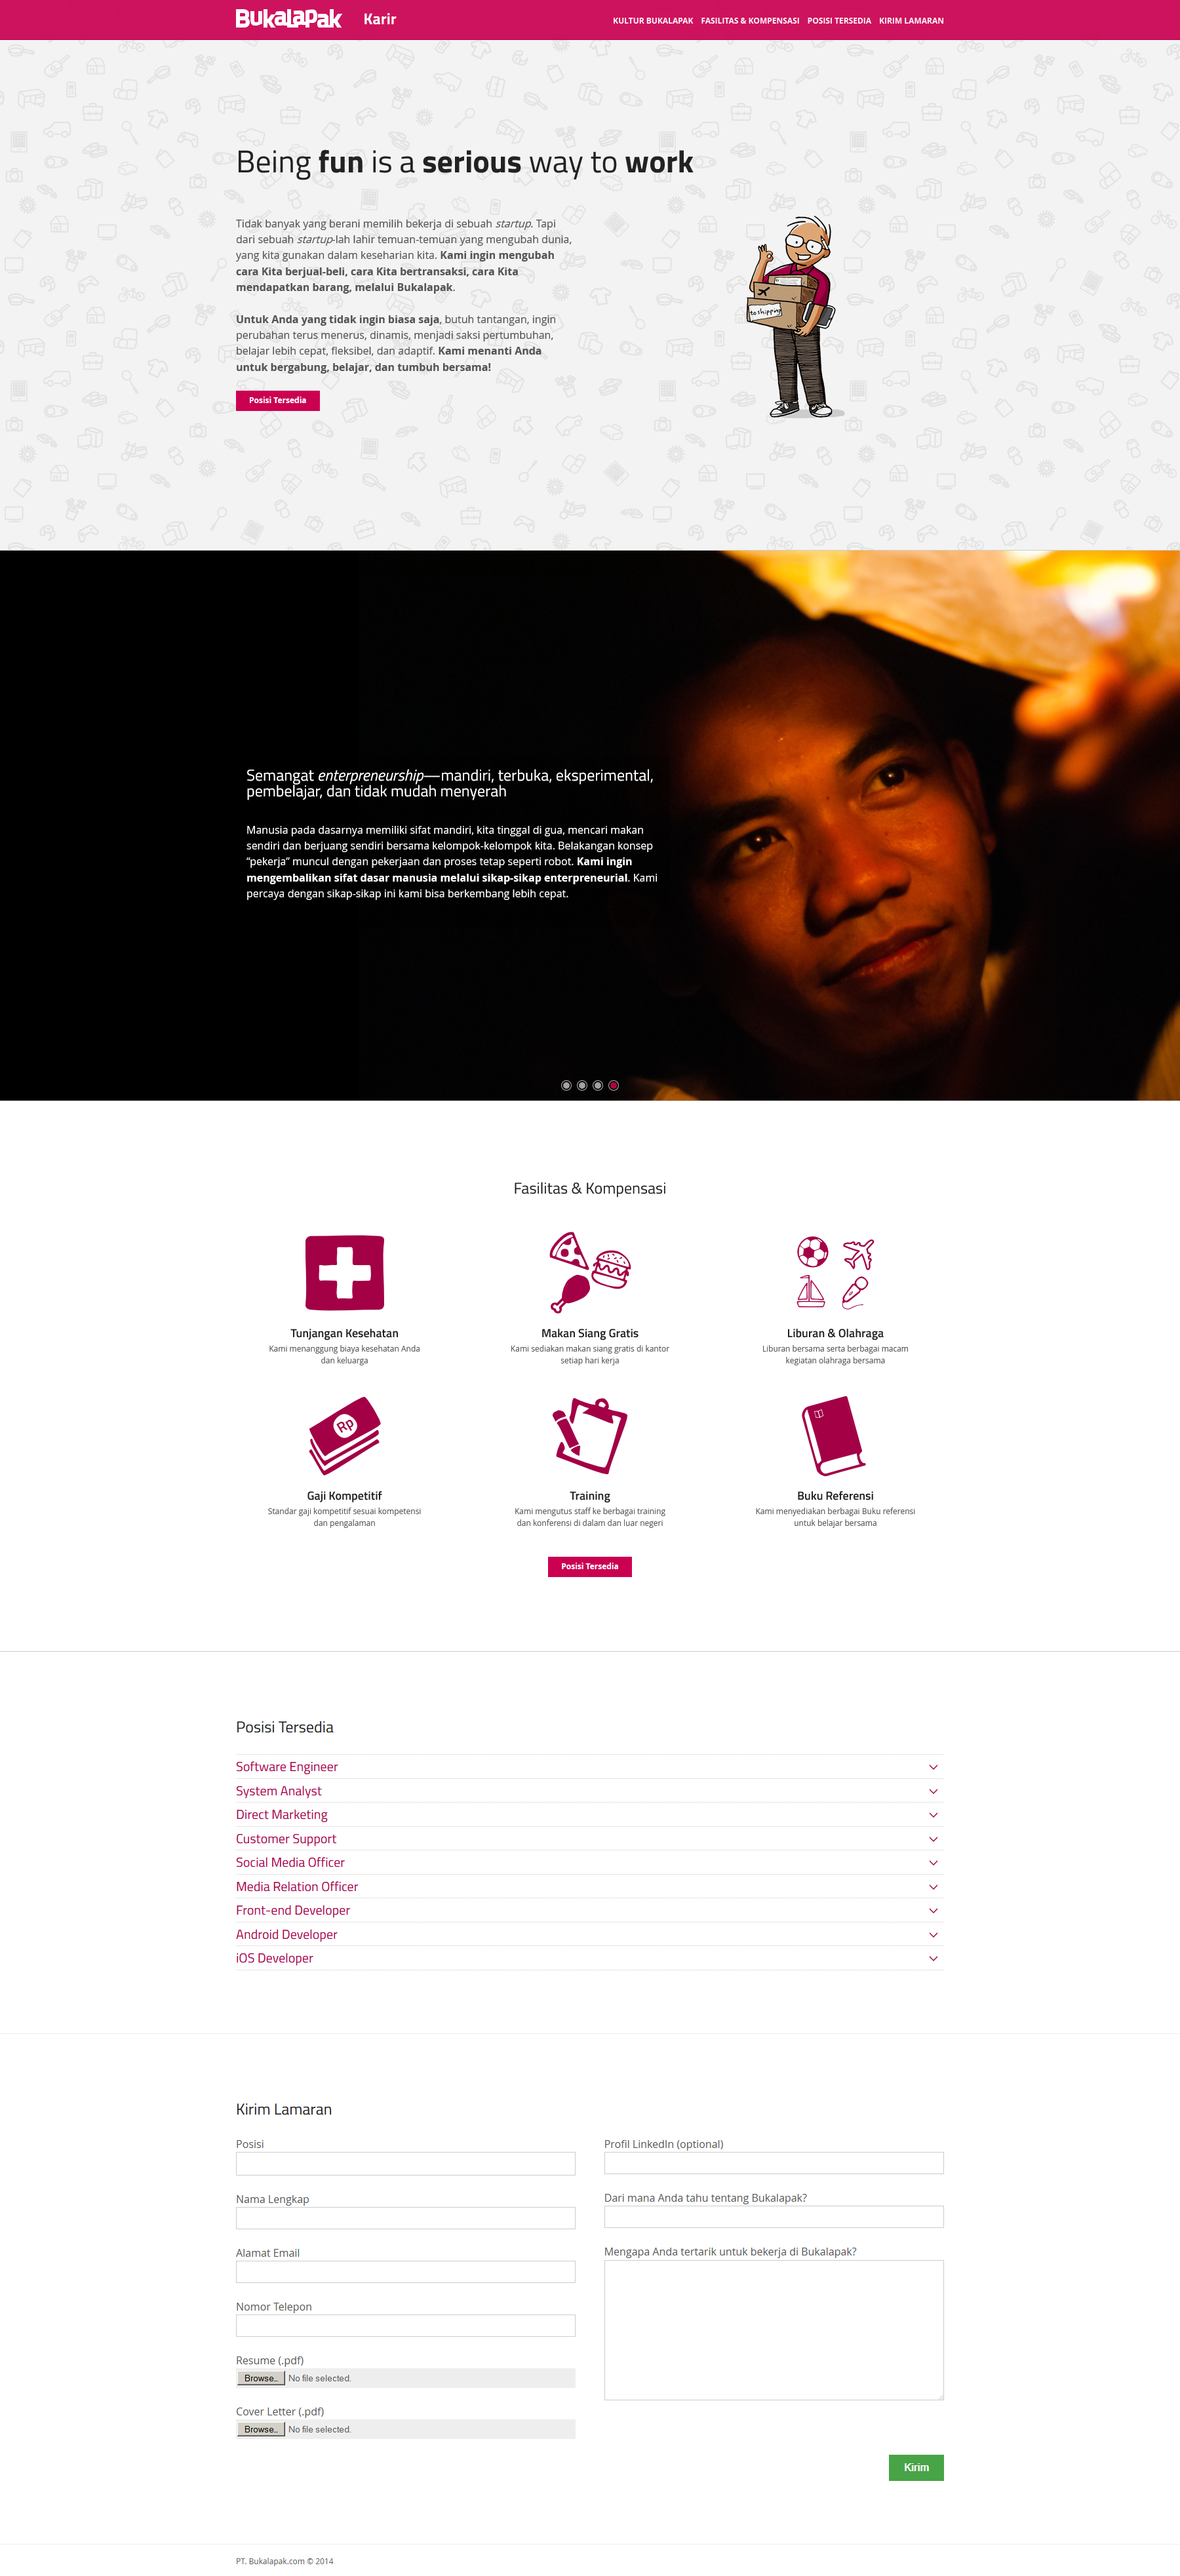 BukalaPak Karir KULTUR BUKALAPAK FASILITAS & KOMPENSASI POSISI TERSEDIA KIRIM LAMARAN
Being fun is a serious way to work
Tidak banyak yang berani memilih bekerja di sebuah startup. Tapi
dari sebuah startup-lah lahir temuan-temuan yang mengubah dunia,
yang kita gunakan dalam keseharian kita. Kami ingin mengubah
cara Kita berjual-beli, cara Kita bertransaksi, cara Kita
mendapatkan barang, melalui Bukalapak.
to shipping
Untuk Anda yang tidak ingin biasa saja, butuh tantangan, ingin
perubahan terus menerus, dinamis, menjadi saksi pertumbuhan,
belajar lebih cepat, fleksibel, dan adaptif. Kami menanti Anda
untuk bergabung, belajar, dan tumbuh bersama!
Posisi Tersedia
Semangat enterpreneurship—mandiri, terbuka, eksperimental,
pembelajar, dan tidak mudah menyerah
Manusia pada dasarnya memiliki sifat mandiri, kita tinggal di gua, mencari makan
sendiri dan berjuang sendiri bersama kelompok-kelompok kita. Belakangan konsep
“pekerja” muncul dengan pekerjaan dan proses tetap seperti robot. Kami ingin
mengembalikan sifat dasar manusia melalui sikap-sikap enterpreneurial. Kami
percaya dengan sikap-sikap ini kami bisa berkembang lebih cepat.
Fasilitas & Kompensasi
Tunjangan Kesehatan
Kami menanggung biaya kesehatan Anda
dan keluarga
Makan Siang Gratis
Kami sediakan makan siang gratis di kantor
setiap hari kerja
Liburan & Olahraga
Liburan bersama serta berbagai macam
kegiatan olahraga bersama
Rp
Gaji Kompetitif
Standar gaji kompetitif sesuai kompetensi
dan pengalaman
Training
Kami mengutus staff ke berbagai training
dan konferensi di dalam dan luar negeri
Buku Referensi
Kami menyediakan berbagai Buku referensi
untuk belajar bersama
Posisi Tersedia
Posisi Tersedia
Software Engineer
System Analyst
Direct Marketing
Customer Support
Social Media Officer
Media Relation Officer
Front-end Developer
Android Developer
iOS Developer
Kirim Lamaran
Posisi
Nama Lengkap
Alamat Email
Nomor Telepon
Resume (.pdf)
Browse... No file selected.
Cover Letter (.pdf)
Browse... No file selected.
Profil LinkedIn (optional)
Dari mana Anda tahu tentang Bukalapak?
Mengapa Anda tertarik untuk bekerja di Bukalapak?
Kirim
PT. Bukalapak.com © 2014